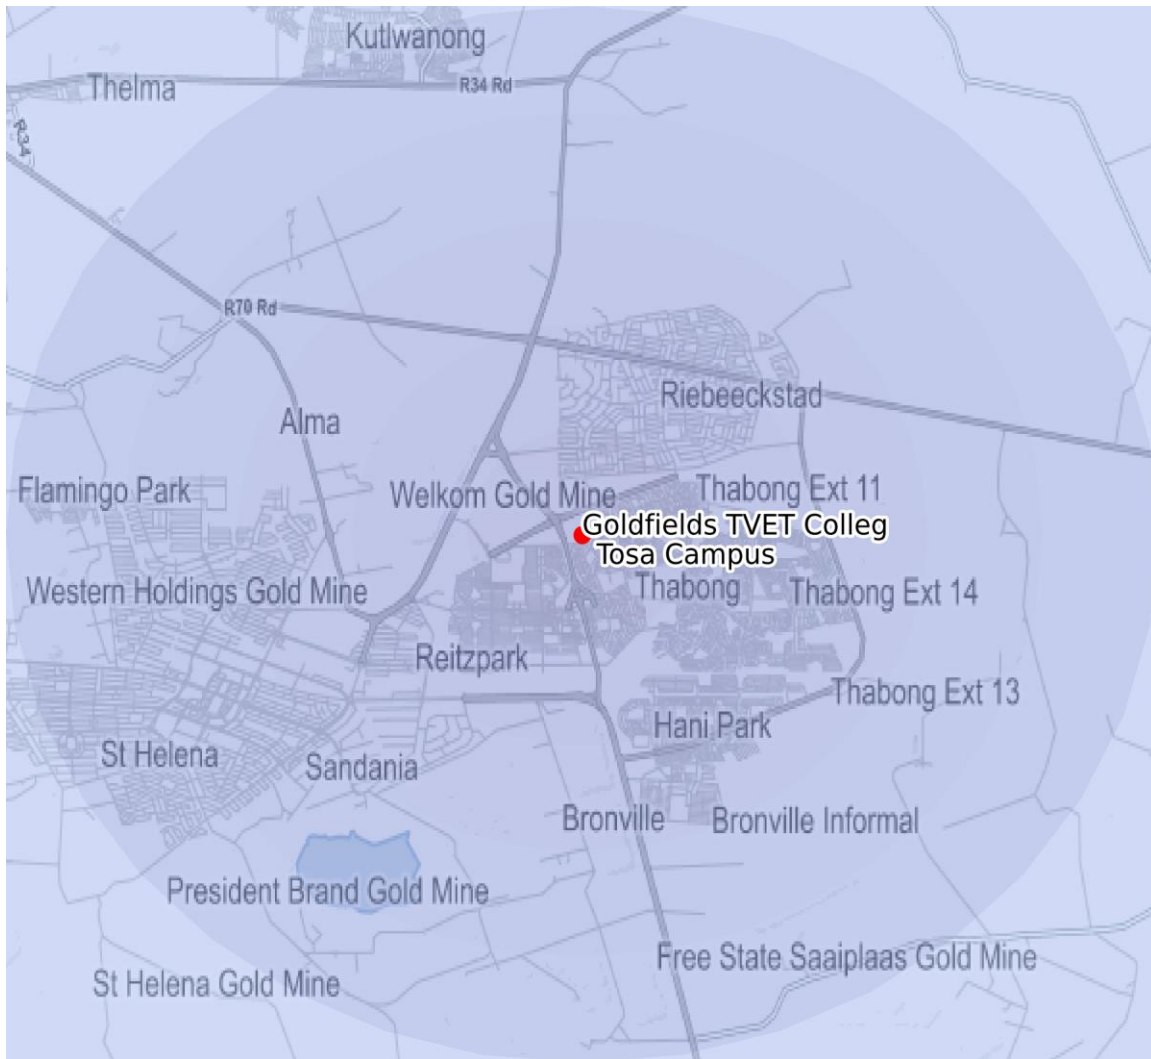 Kutlwanong
Thelma
R34 Rd
R34
R70 Rd
Riebeeckstad
Alma
Flamingo Park
Welkom Gold Mine
Thabong Ext 11
Goldfields TVET Colleg
Tosa Campus
Western Holdings Gold Mine
Thabong
Thabong Ext 14
Reitzpark
Thabong Ext 13
Hani Park
St Helena
Sandania
Bronville
Bronville Informal
President Brand Gold Mine
Free State Saaiplaas Gold Mine
St Helena Gold Mine